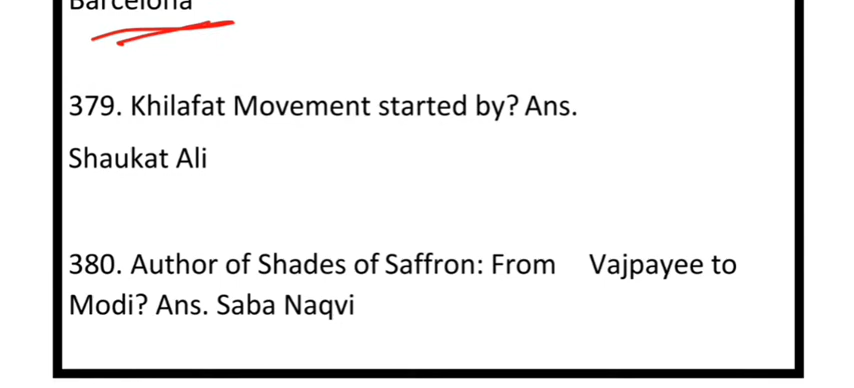 Barcelona
379. Khilafat Movement started by? Ans.
Shaukat Ali
380. Author of Shades of Saffron: From Vajpayee to
Modi? Ans. Saba Naqvi